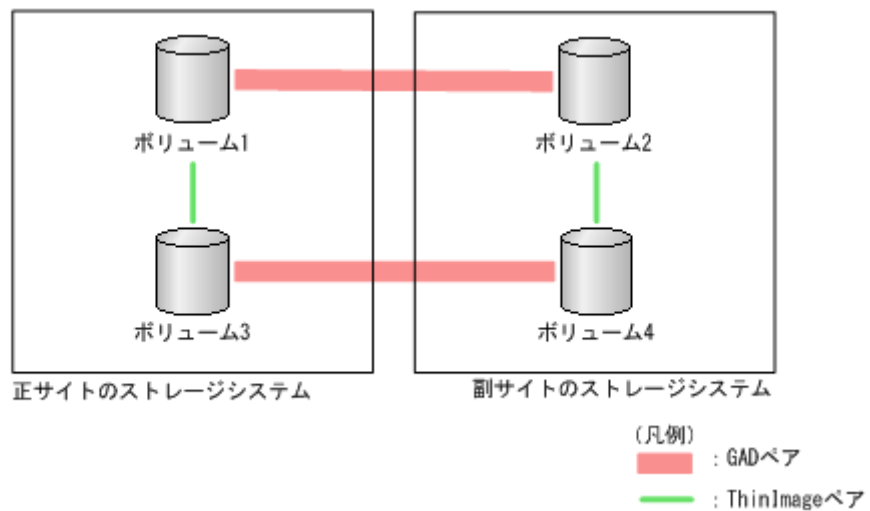 ボリューム1
ボリューム2
ボリューム3
ボリューム4
正サイトのストレージシステム
副サイトのストレージシステム
(凡例)
：GADペア
：ThinImageペア